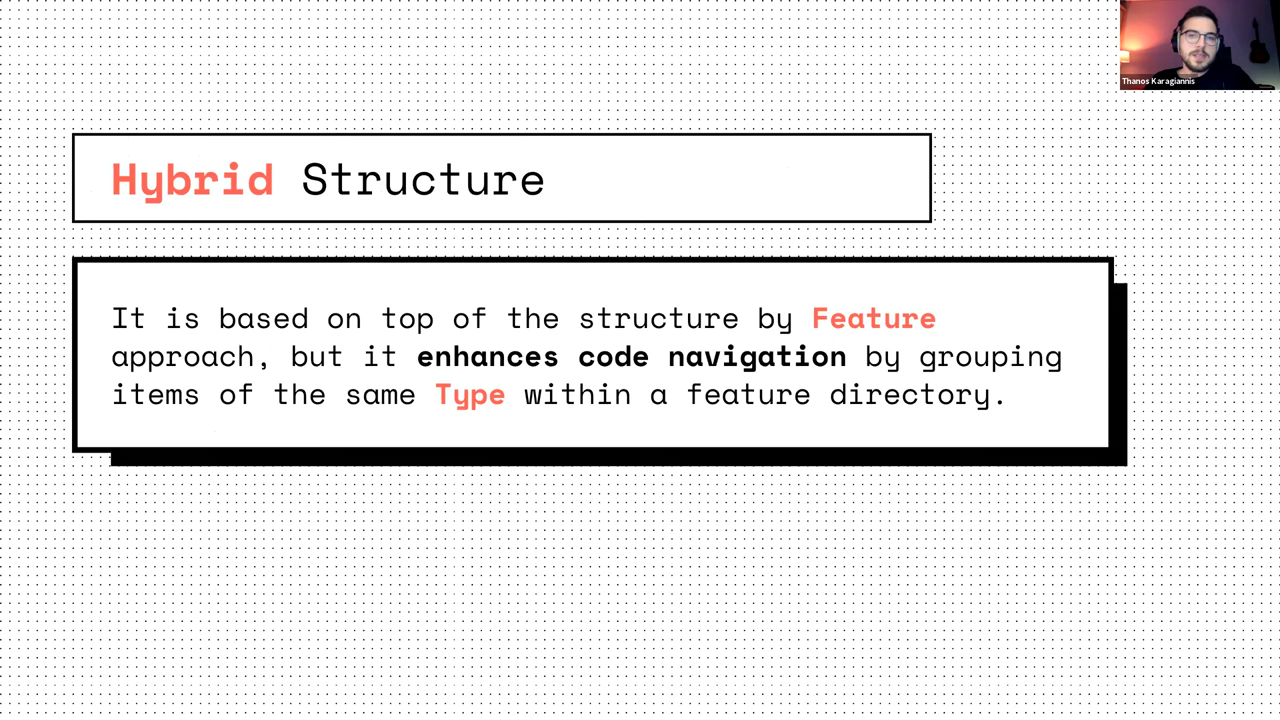 Thanos Karagiannis
Hybrid Structure
It is based on top of the structure by Feature
approach, but it enhances code navigation by grouping
items of the same Type within a feature directory.